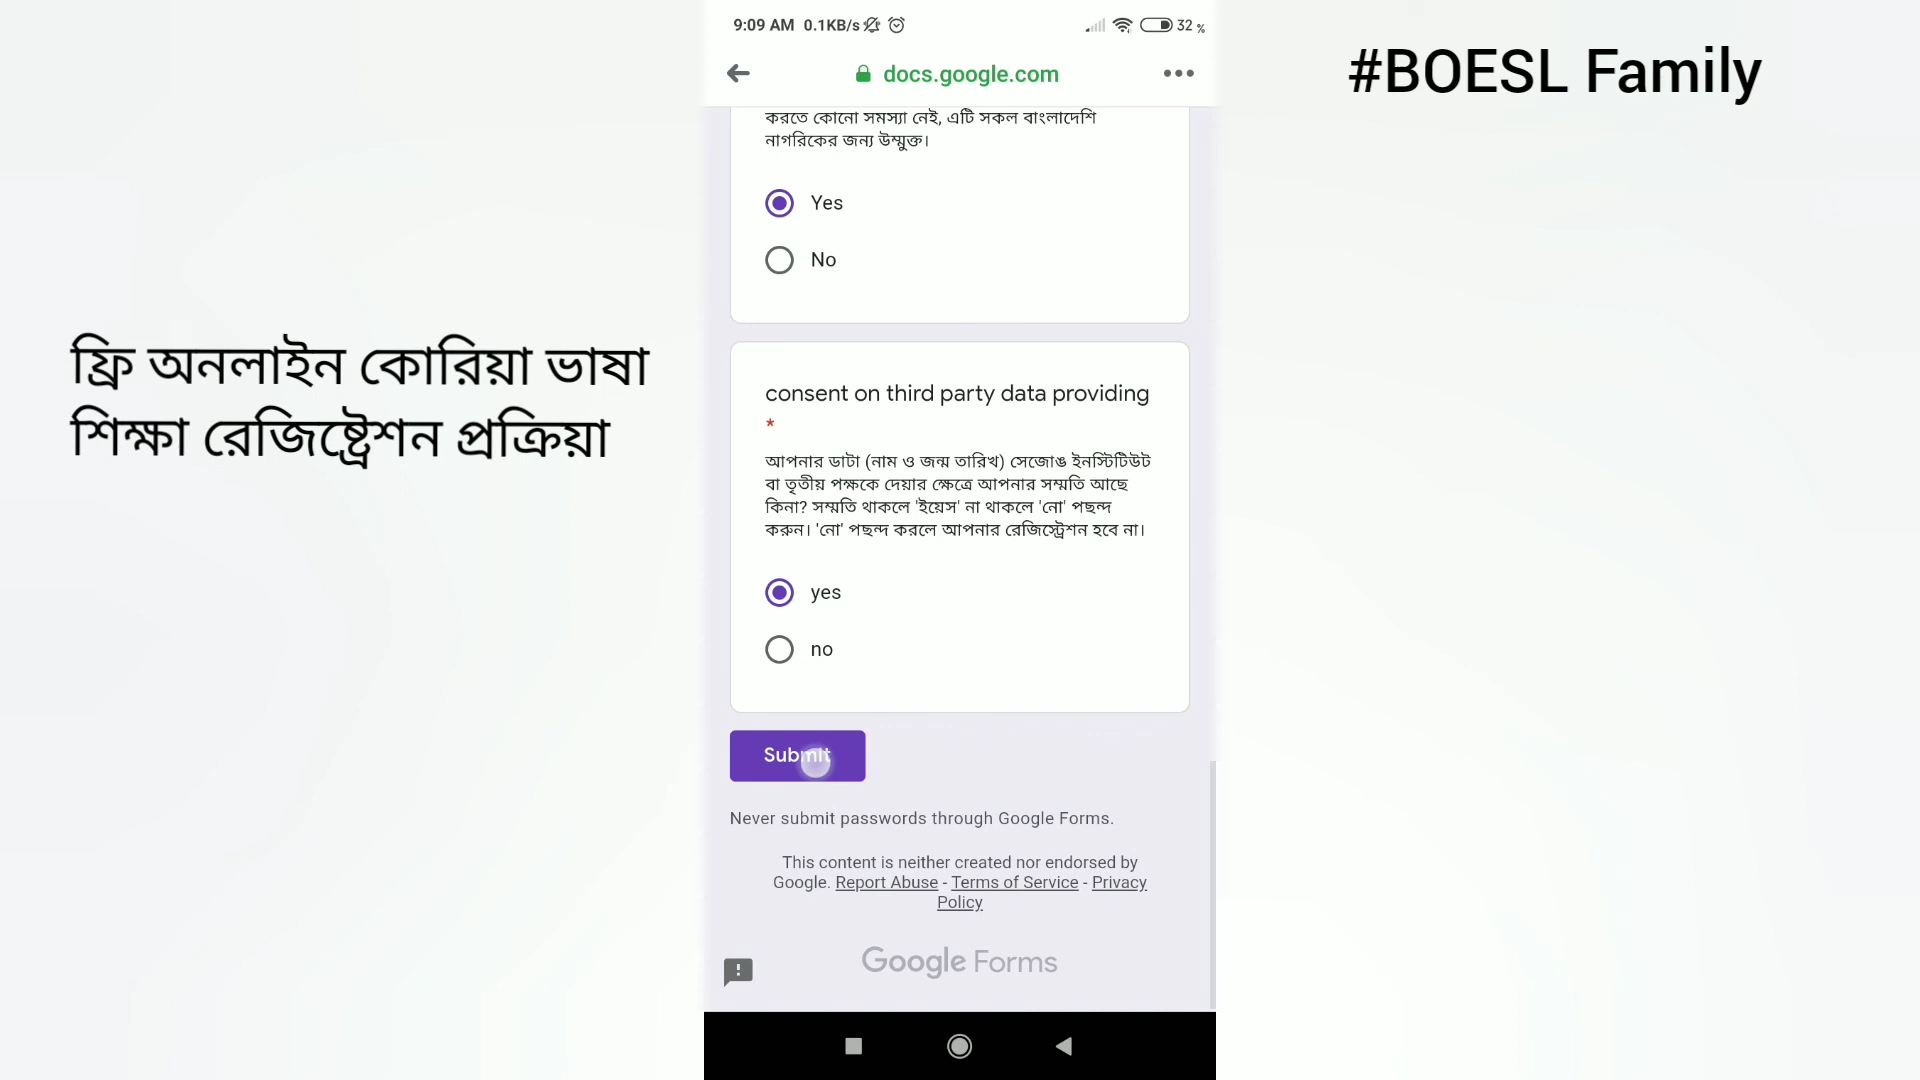 9:09 AM 0.1KB/s
32 %
docs.google.com
#BOESL Family
করতে কোনো সমস্যা নেই, এটি সকল বাংলাদেশি
নাগরিকের জন্য উম্মুক্ত।
Yes
No
ফ্রি অনলাইন কোরিয়া ভাষা
শিক্ষা রেজিষ্ট্রেশন প্রক্রিয়া
consent on third party data providing
*
আপনার ডাটা (নাম ও জন্ম তারিখ) সেজোঙ ইনস্টিটিউট
বা তৃতীয় পক্ষকে দেয়ার ক্ষেত্রে আপনার সম্মতি আছে
কিনা? সম্মতি থাকলে 'ইয়েস' না থাকলে 'নো' পছন্দ
করুন। 'নো' পছন্দ করলে আপনার রেজিস্ট্রেশন হবে না।
yes
no
Submit
Never submit passwords through Google Forms.
This content is neither created nor endorsed by
Google. Report Abuse - Terms of Service - Privacy
Policy
Google Forms